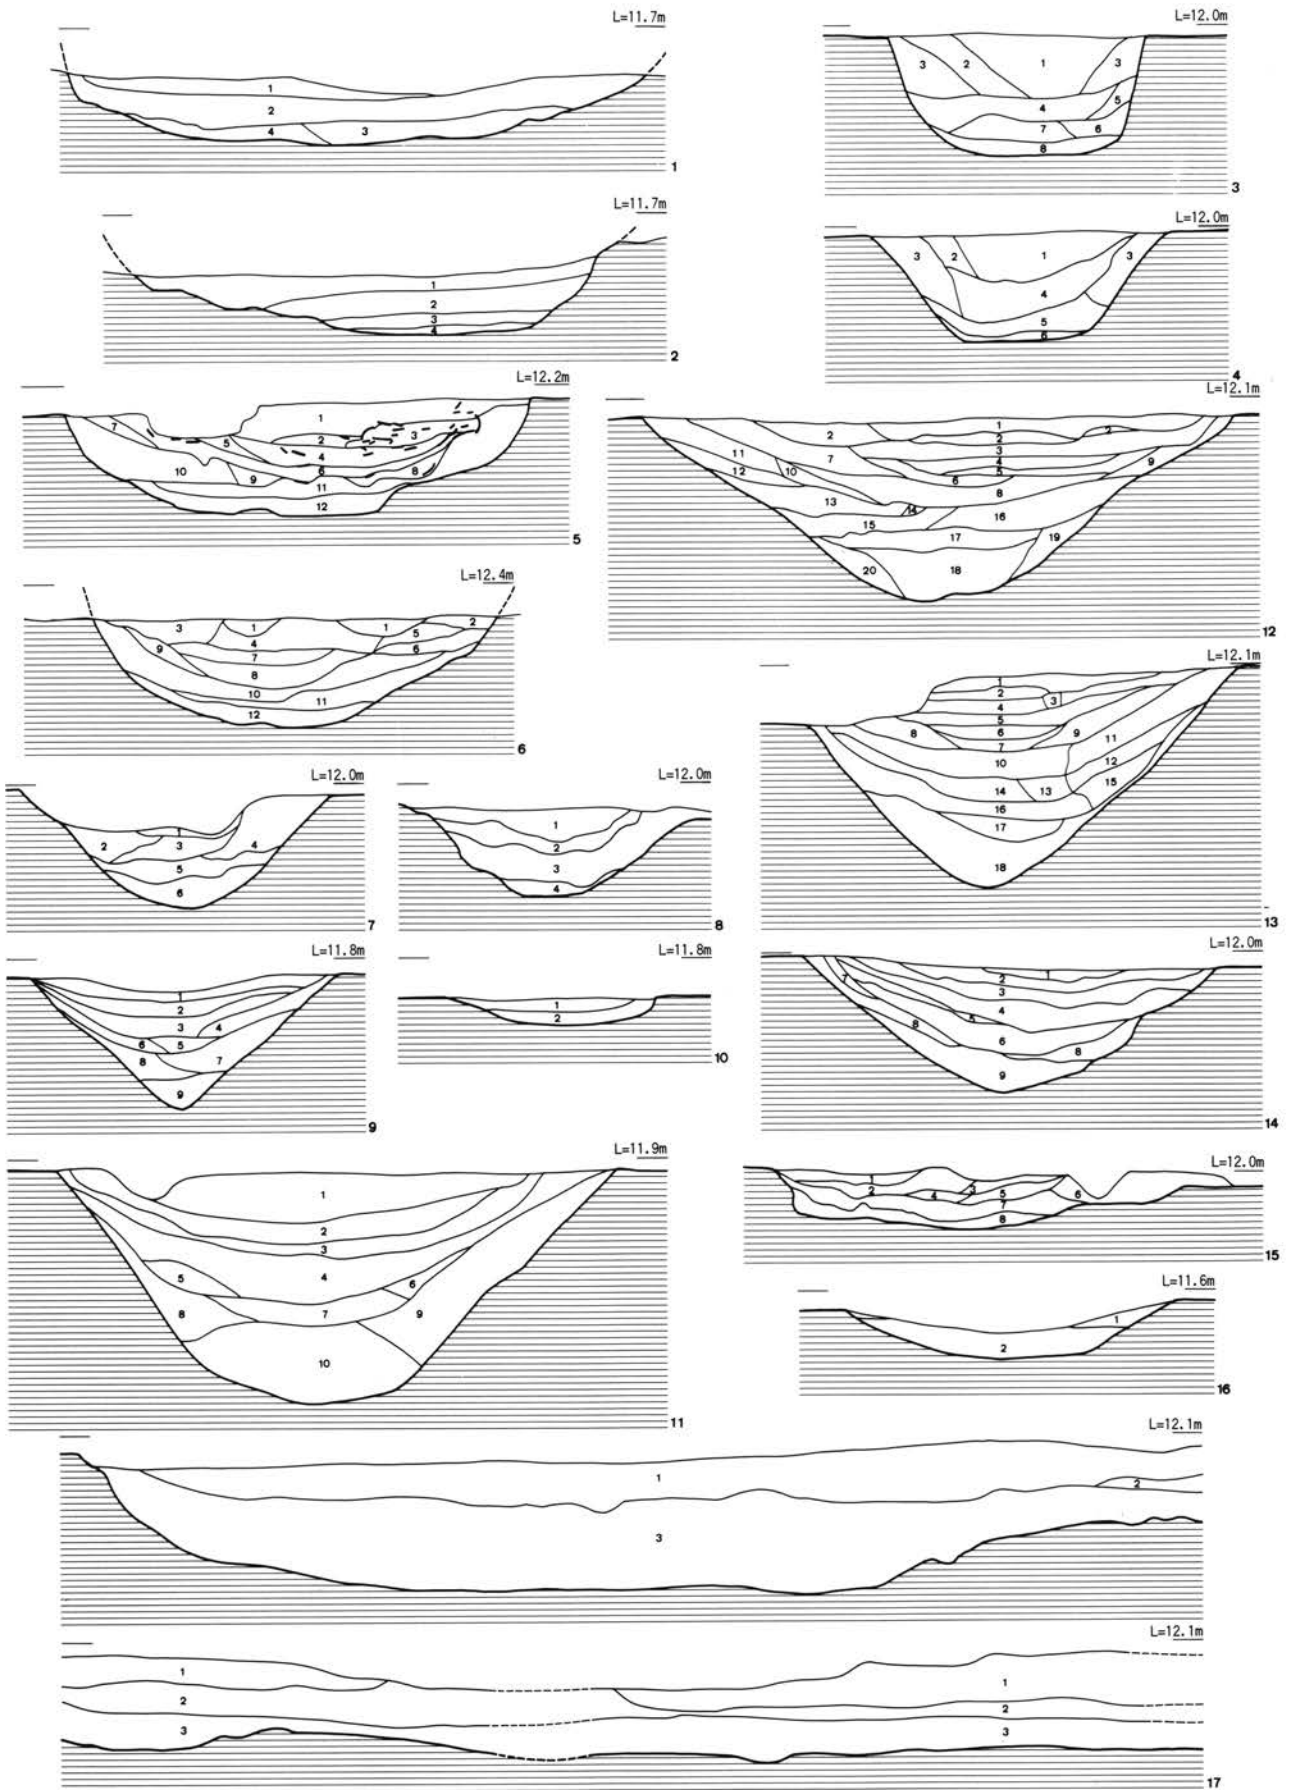 L=11.7m
1
2
4 3
1
L=11.7m
1
2
3
4
2
L=12.0m
3 2 1 3
4 5
7 6
8
3
L=12.0m
3 2 1 3
4
5
6
4
L=12.2m
7 1
5 2 3
4
10 6 8
9 11
12
5
L=12.4m
3 1 1 5 2
9 4 6
7
8
10 11
12
6
L=12.1m
1
2 2 2
3
11 7 4 9
12 10 5
6 8
13 14 16
15
17 19
20 18
12
L=12.1m
1
2 3
4
5
8 6 9 11
7
10 12
14 13 15
16
17
18
13
L=12.0m
1
2 3 4
5
6
7
L=12.0m
1
2
3
4
8
L=11.8m
1
2
3 4
6 5
8 7
9
9
L=11.8m
1
2
10
L=12.0m
7 2 1
3
4
8 5
6 8
9
14
L=11.9m
1
2
3
5 4 6
8 7 9
10
11
L=12.0m
1
2 4 3 5 6
7
8
15
L=11.6m
1
2
16
L=12.1m
1
2
3
L=12.1m
1 1
2 2
3 3
17